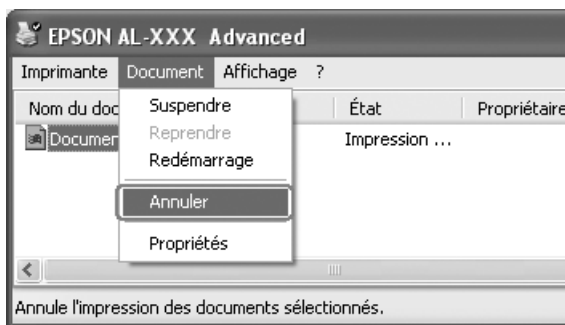 EPSON AL-XXX Advanced
Imprimante Document Affichage ?
Nom du doc État Propriétaire
Documen Impression ...
Suspendre
Reprendre
Redémarrage
Annuler
Propriétés
Annule l'impression des documents sélectionnés.